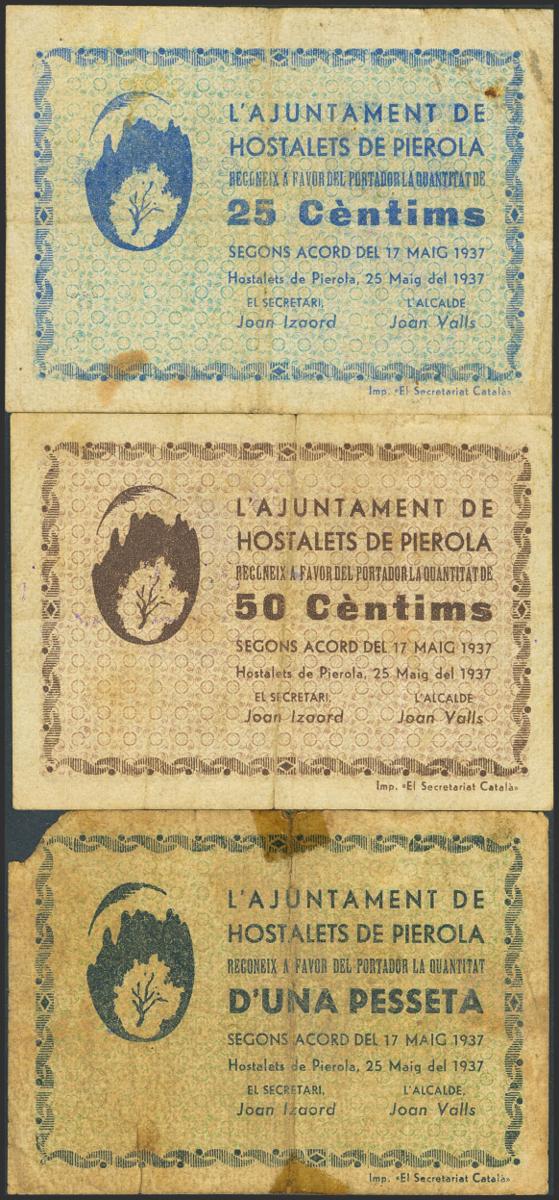 L'AJUNTAMENT DE
HOSTALETS DE PIEROLA
RECONEIX A FAVOR DEL PORTADOR LA QUANTITAT DE
25 Cèntims
SEGONS ACORD DEL 17 MAIG 1937
Hostalets de Pierola, 25 Maig del 1937
EL SECRETARI, L'ALCALDE
Joan Izaord Joan Valls
Imp. «El Secretariat Català»
L'AJUNTAMENT DE
HOSTALETS DE PIEROLA
RECONEIX A FAVOR DEL PORTADOR LA QUANTITAT DE
50 Cèntims
SEGONS ACORD DEL 17 MAIG 1937
Hostalets de Pierola, 25 Maig del 1937
EL SECRETARI, L'ALCALDE
Joan Izaord Joan Valls
Imp. «El Secretariat Català»
L'AJUNTAMENT DE
HOSTALETS DE PIEROLA
RECONEIX A FAVOR DEL PORTADOR LA QUANTITAT
D'UNA PESSETA
SEGONS ACORD DEL 17 MAIG 1937
Hostalets de Pierola, 25 Maig del 1937
EL SECRETARI, L'ALCALDE,
Joan Izaord Joan Valls
Imp. «El Secretariat Català»